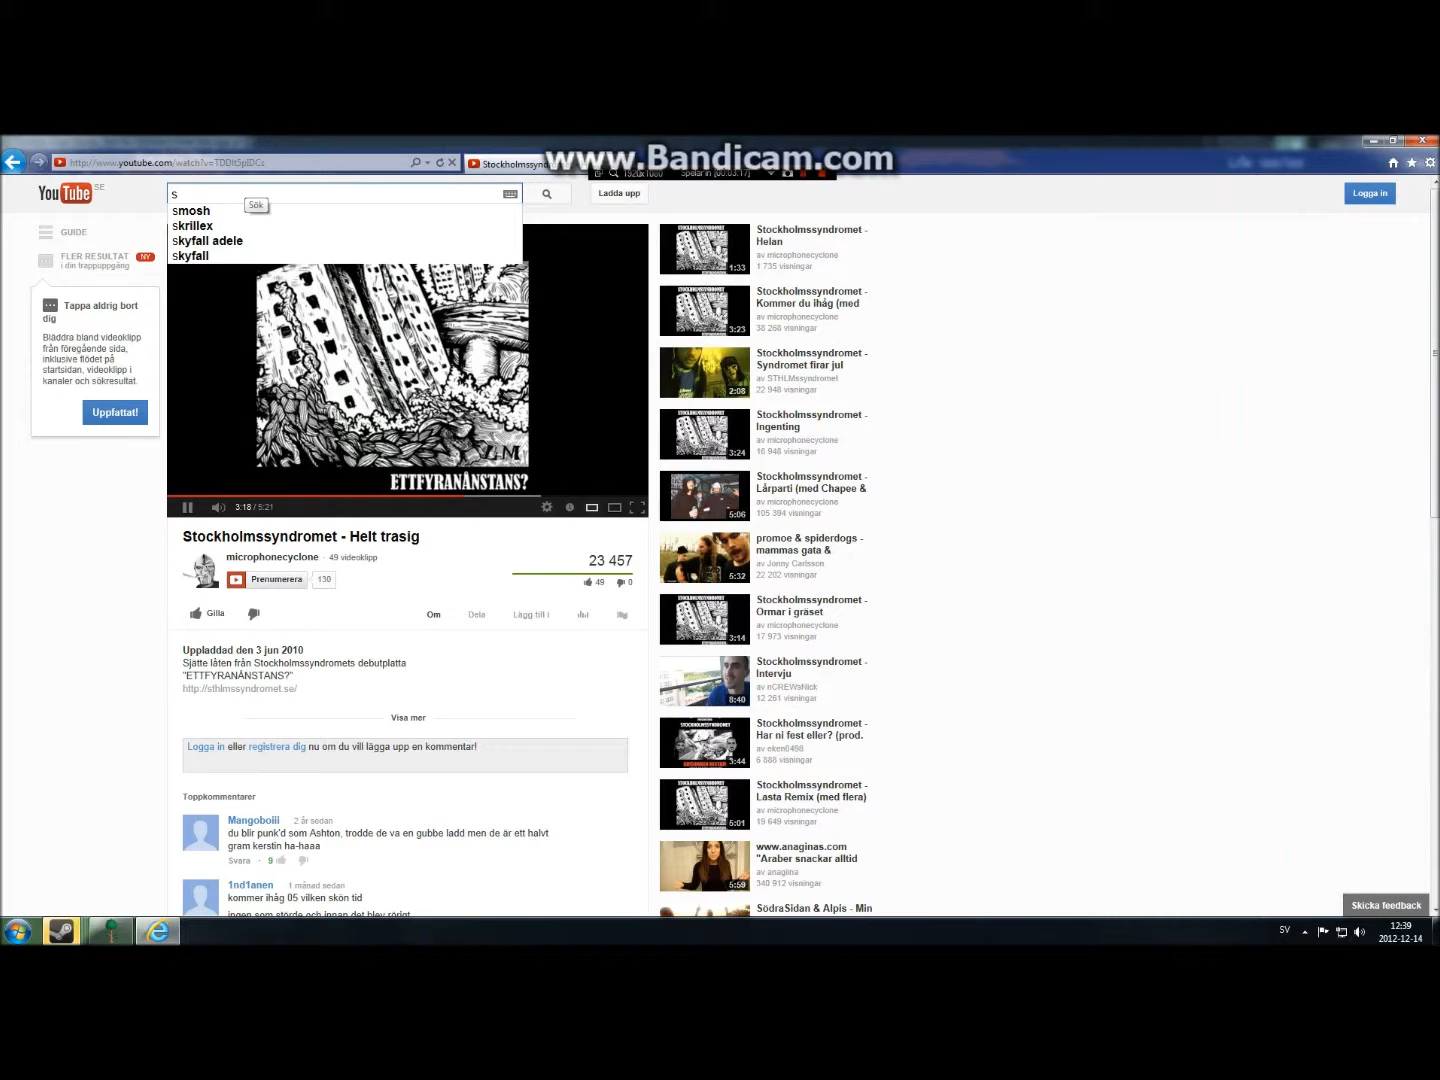 www.Bandicam.com
http://www.youtube.com/watch?v=TDDIt5pIDCs
1920x1080
Spelar in [00:03:17]
YouTube SE
s
Ladda upp
Logga in
smosh
skrillex
skyfall adele
skyfall
Sök
GUIDE
FLER RESULTAT NY
i din trappuppgång
Tappa aldrig bort
dig
Bläddra bland videoklipp
från föregående sida,
inklusive flödet på
startsidan, videoklipp i
kanaler och sökresultat.
Uppfattat!
ETTFYRANÅNSTANS?
3:18 / 5:21
Stockholmssyndromet - Helt trasig
microphonecyclone · 49 videoklipp
Prenumerera 130
23 457
49 0
Gilla
Om Dela Lägg till i
Uppladdad den 3 jun 2010
Sjätte låten från Stockholmssyndromets debutplatta
"ETTFYRANÅNSTANS?"
http://sthlmssyndromet.se/
Visa mer
Logga in eller registrera dig nu om du vill lägga upp en kommentar!
Toppkommentarer
Mangoboiii 2 år sedan
du blir punk'd som Ashton, trodde de va en gubbe ladd men de är ett halvt
gram kerstin ha-haaa
Svara · 9
1nd1anen 1 månad sedan
kommer ihåg 05 vilken skön tid
ingen som störde och innan det blev rörigt
Stockholmssyndromet -
Helan
av microphonecyclone
1 735 visningar
1:33
Stockholmssyndromet -
Kommer du ihåg (med
av microphonecyclone
38 268 visningar
3:23
Stockholmssyndromet -
Syndromet firar jul
av STHLMssyndromet
22 948 visningar
2:08
Stockholmssyndromet -
Ingenting
av microphonecyclone
16 948 visningar
3:24
Stockholmssyndromet -
Lårparti (med Chapee &
av microphonecyclone
105 394 visningar
5:06
promoe & spiderdogs -
mammas gata &
av Jonny Carlsson
22 202 visningar
5:32
Stockholmssyndromet -
Ormar i gräset
av microphonecyclone
17 973 visningar
3:14
Stockholmssyndromet -
Intervju
av nCREWsNick
12 261 visningar
8:40
Stockholmssyndromet -
Har ni fest eller? (prod.
av eken0498
6 888 visningar
3:44
Stockholmssyndromet -
Lasta Remix (med flera)
av microphonecyclone
19 649 visningar
5:01
www.anaginas.com
"Araber snackar alltid
av anagiina
340 912 visningar
5:59
SödraSidan & Alpis - Min
Skicka feedback
SV
12:39
2012-12-14